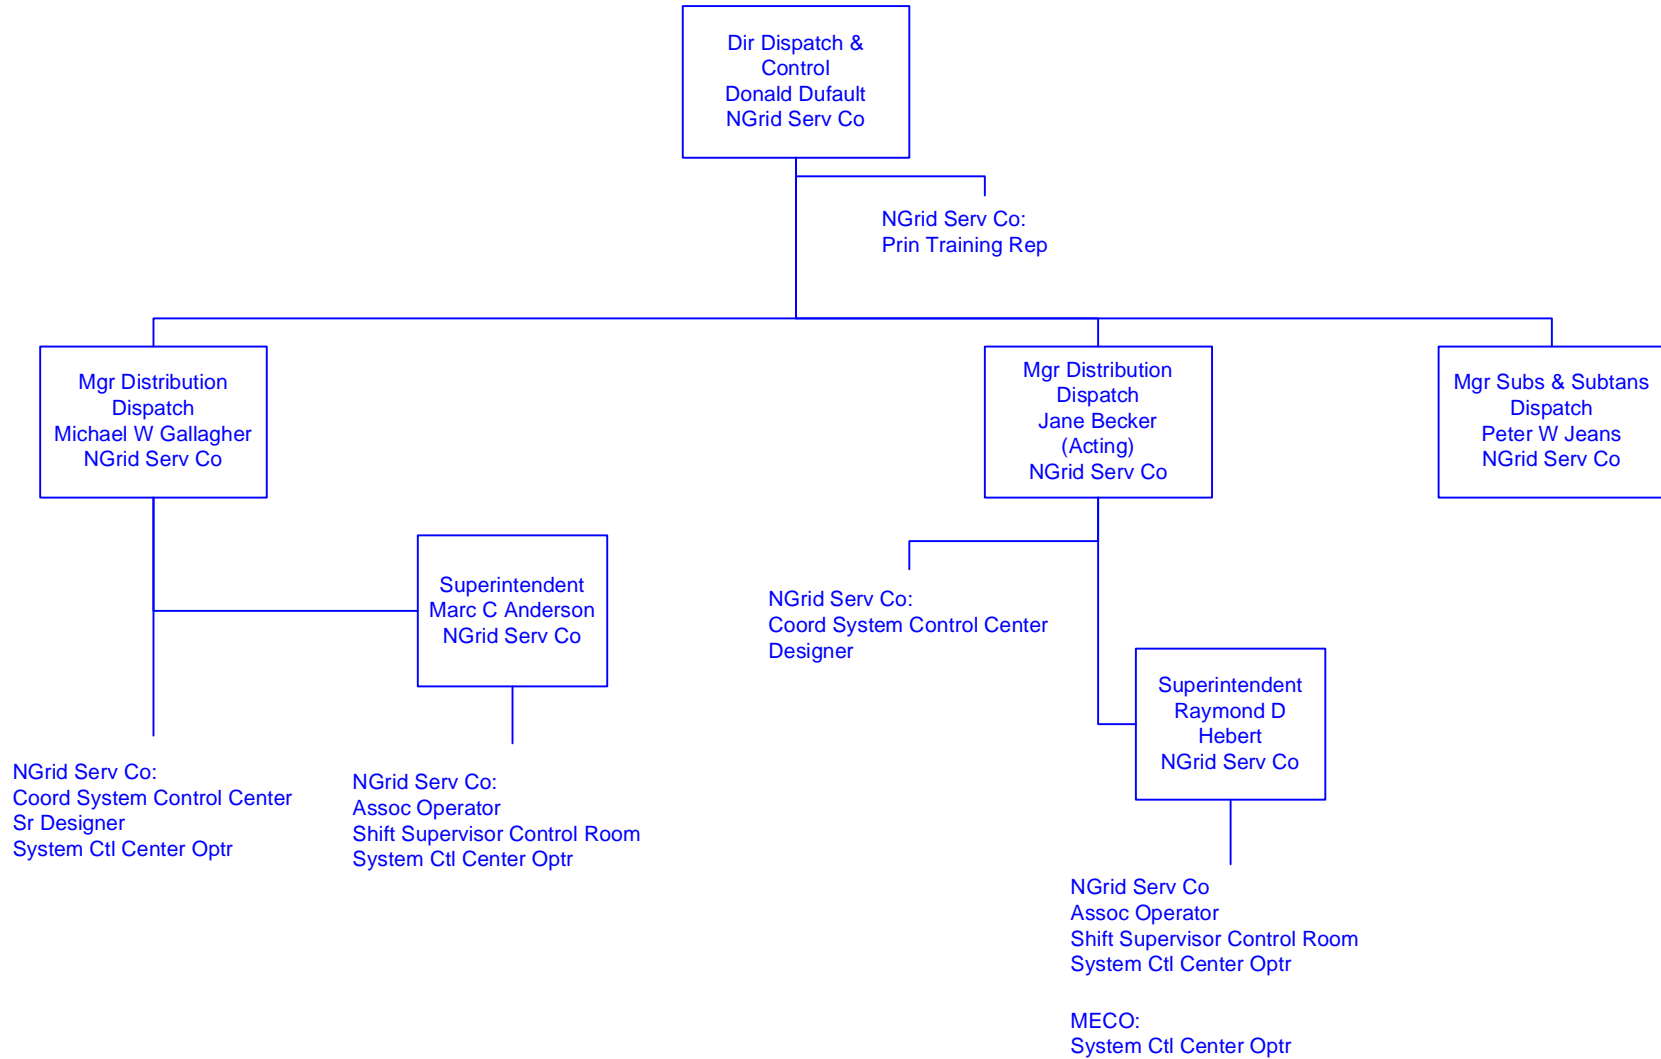 Dir Dispatch &
Control
Donald Dufault
NGrid Serv Co
NGrid Serv Co:
Prin Training Rep
Mgr Distribution
Dispatch
Michael W Gallagher
NGrid Serv Co
Mgr Distribution
Dispatch
Jane Becker
(Acting)
NGrid Serv Co
Mgr Subs & Subtans
Dispatch
Peter W Jeans
NGrid Serv Co
Superintendent
Marc C Anderson
NGrid Serv Co
NGrid Serv Co:
Coord System Control Center
Designer
Superintendent
Raymond D
Hebert
NGrid Serv Co
NGrid Serv Co:
Coord System Control Center
Sr Designer
System Ctl Center Optr
NGrid Serv Co:
Assoc Operator
Shift Supervisor Control Room
System Ctl Center Optr
NGrid Serv Co
Assoc Operator
Shift Supervisor Control Room
System Ctl Center Optr
MECO:
System Ctl Center Optr